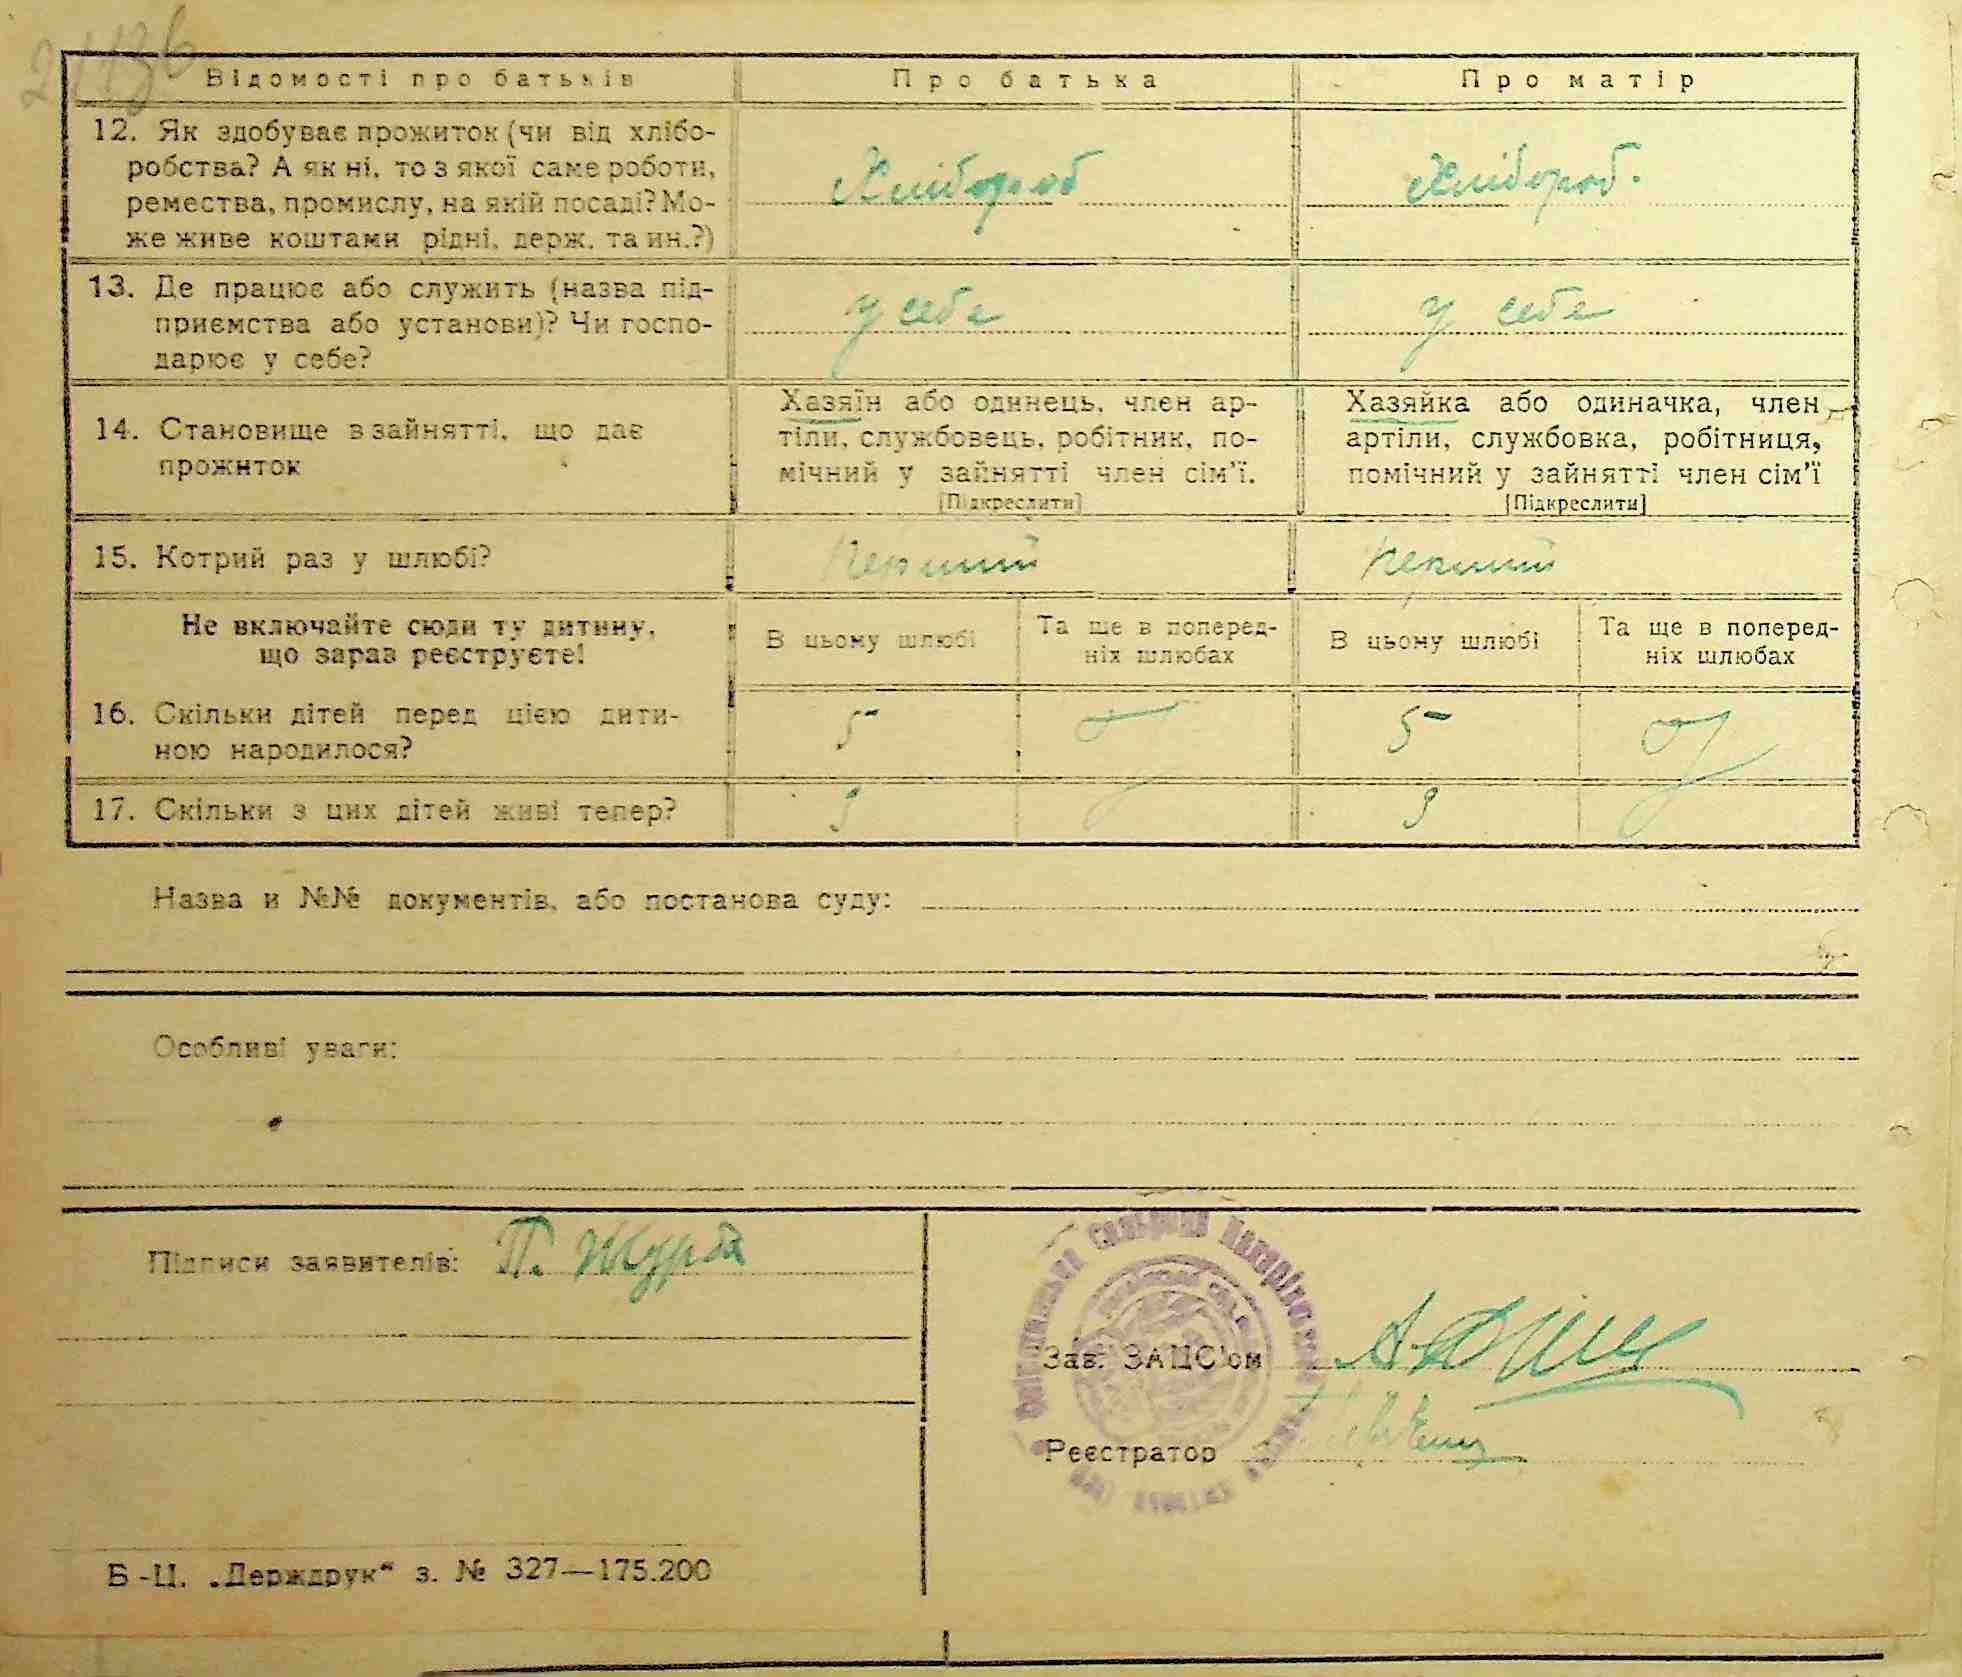 Відомості про батьків
Про батька
Про матір
12. Як здобуває прожиток (чи від хлібо-
робства? А як ні, то з якої саме роботи,
ремества, промислу, на якій посаді? Мо-
же живе коштами рідні, держ. та ин.?)
Хлібороб
Хлібороб.
13. Де працює або служить (назва під-
приємства або установи)? Чи госпо-
дарює у себе?
у себе
у себе
14. Становище в зайнятті, що дає
прожиток
Хазяїн або одинець, член ар-
тіли, службовець, робітник, по-
мічний у зайнятті член сім'ї.
[Підкреслити]
Хазяйка або одиначка, член
артіли, службовка, робітниця,
помічний у зайнятті член сім'ї
[Підкреслити]
15. Котрий раз у шлюбі?
Перший
Перший
Не включайте сюди ту дитину,
що зараз реєструєте!
В цьому шлюбі
Та ще в поперед-
ніх шлюбах
В цьому шлюбі
Та ще в поперед-
ніх шлюбах
16. Скільки дітей перед цією дити-
ною народилося?
5
5
17. Скільки з цих дітей живі тепер?
Назва и №№ документів, або постанова суду:
Особливі уваги:
Підписи заявителів: П. Журба
Зав. ЗАЦС'ом
Реєстратор
Б-Ц. „Держдрук“ з. № 327—175.200